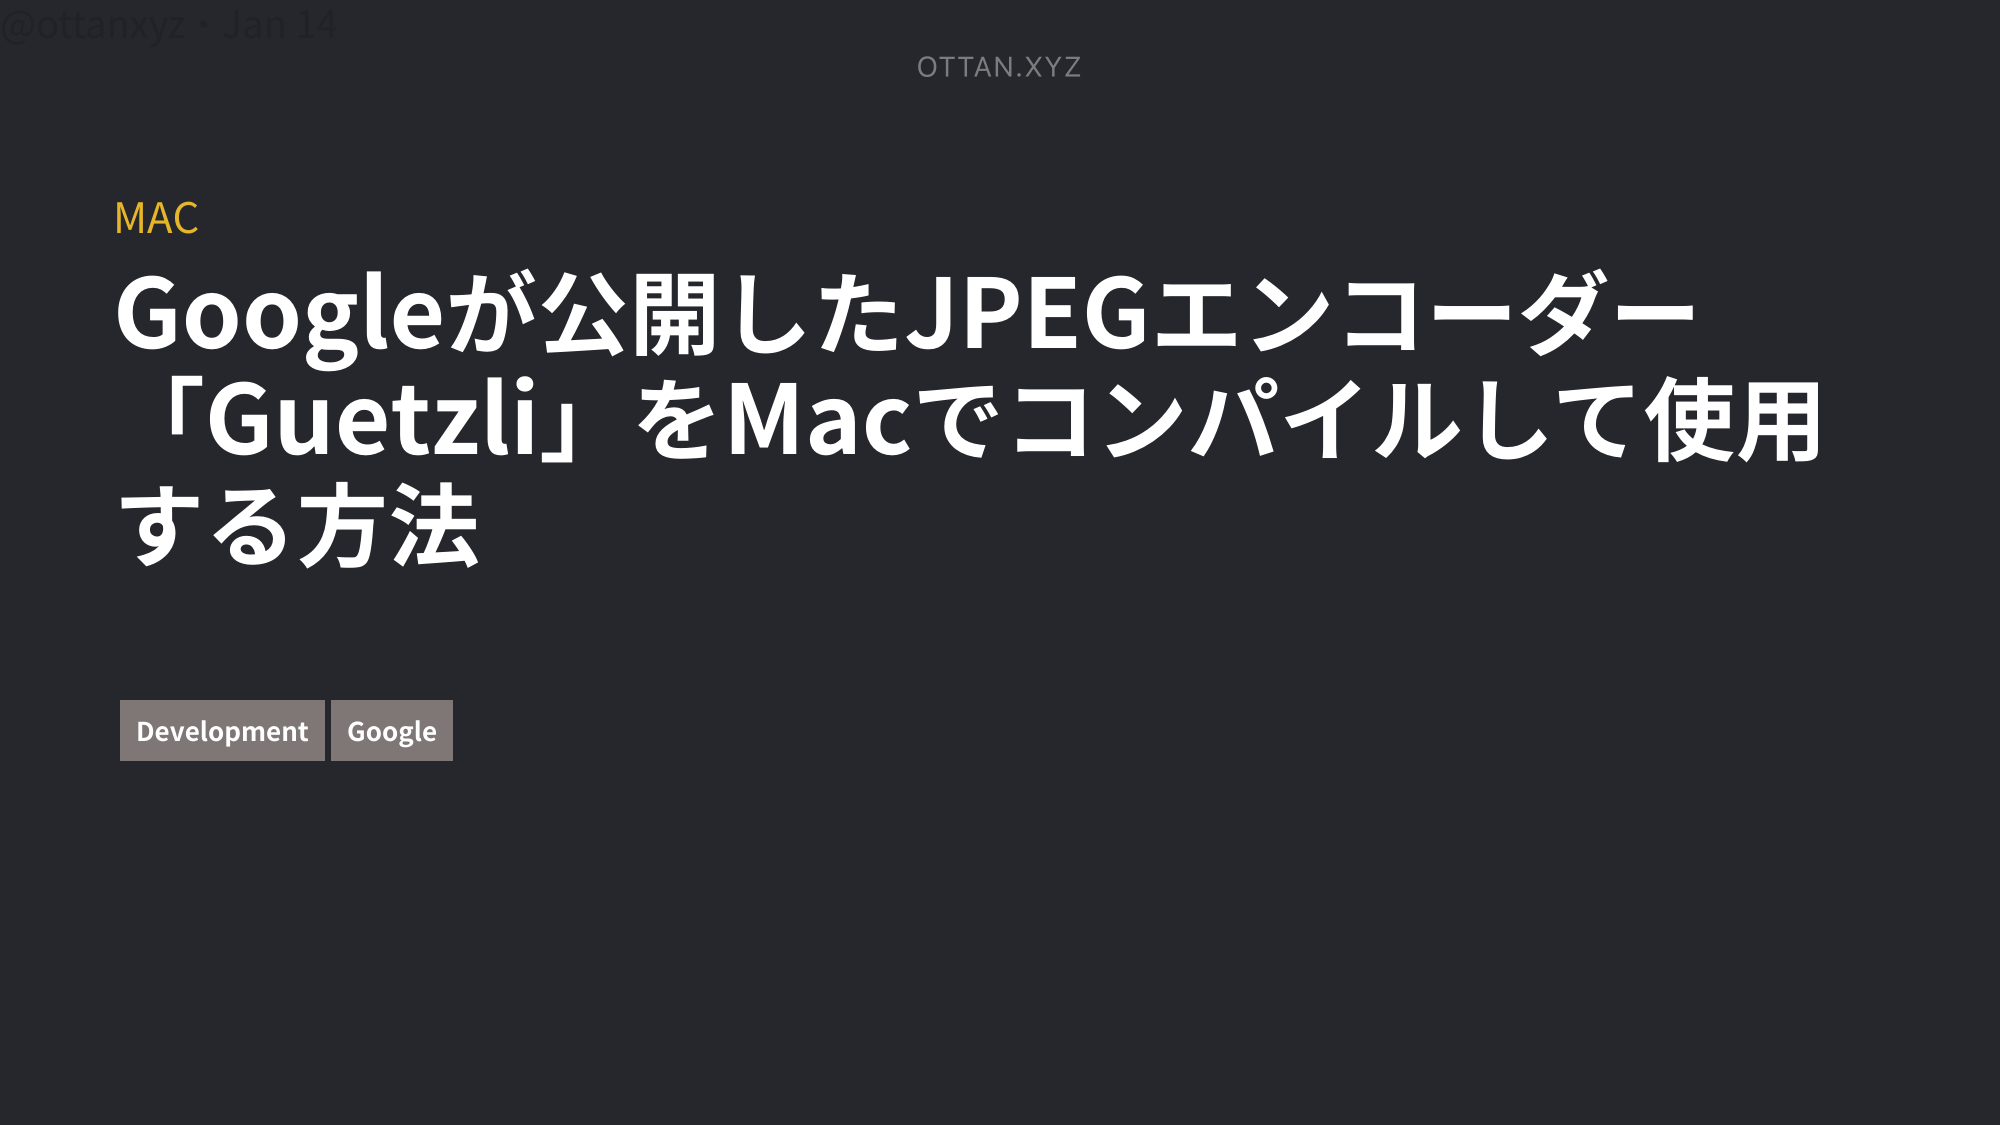 @ottanxyz・Jan 14
OTTAN.XYZ
MAC
Googleが公開したJPEGエンコーダー
「Guetzli」をMacでコンパイルして使用
する方法
Development Google